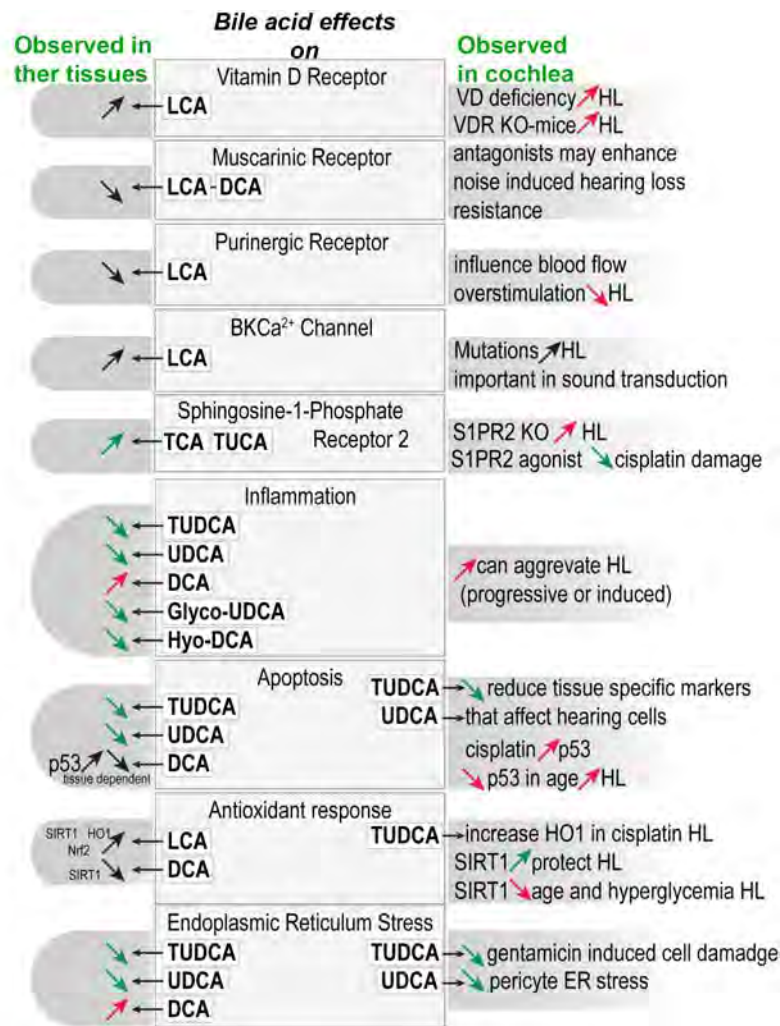 Bile acid effects
on
Observed in
ther tissues
Observed
in cochlea
Vitamin D Receptor
LCA
VD deficiency HL
VDR KO-mice HL
Muscarinic Receptor
LCA-DCA
antagonists may enhance
noise induced hearing loss
resistance
Purinergic Receptor
LCA
influence blood flow
overstimulation HL
BKCa²⁺ Channel
LCA
Mutations HL
important in sound transduction
Sphingosine-1-Phosphate
Receptor 2
TCA TUCA
S1PR2 KO HL
S1PR2 agonist cisplatin damage
Inflammation
TUDCA
UDCA
DCA
Glyco-UDCA
Hyo-DCA
can aggrevate HL
(progressive or induced)
Apoptosis
TUDCA
UDCA
p53
tissue dependent
DCA
TUDCA
UDCA
reduce tissue specific markers
that affect hearing cells
cisplatin p53
p53 in age HL
Antioxidant response
SIRT1 HO1
Nrf2
LCA
SIRT1
DCA
TUDCA
increase HO1 in cisplatin HL
SIRT1 protect HL
SIRT1 age and hyperglycemia HL
Endoplasmic Reticulum Stress
TUDCA
UDCA
DCA
TUDCA
UDCA
gentamicin induced cell damadge
pericyte ER stress